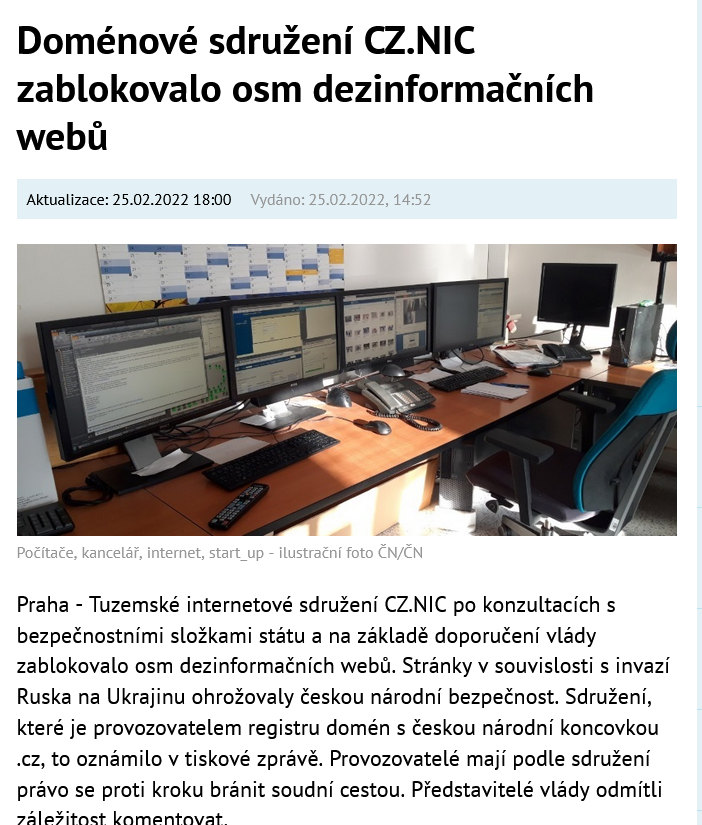 Doménové sdružení CZ.NIC
zablokovalo osm dezinformačních
webů
Aktualizace: 25.02.2022 18:00 Vydáno: 25.02.2022, 14:52
Počítače, kancelář, internet, start_up - ilustrační foto ČN/ČN
Praha - Tuzemské internetové sdružení CZ.NIC po konzultacích s
bezpečnostními složkami státu a na základě doporučení vlády
zablokovalo osm dezinformačních webů. Stránky v souvislosti s invazí
Ruska na Ukrajinu ohrožovaly českou národní bezpečnost. Sdružení,
které je provozovatelem registru domén s českou národní koncovkou
.cz, to oznámilo v tiskové zprávě. Provozovatelé mají podle sdružení
právo se proti kroku bránit soudní cestou. Představitelé vlády odmítli
záležitost komentovat.